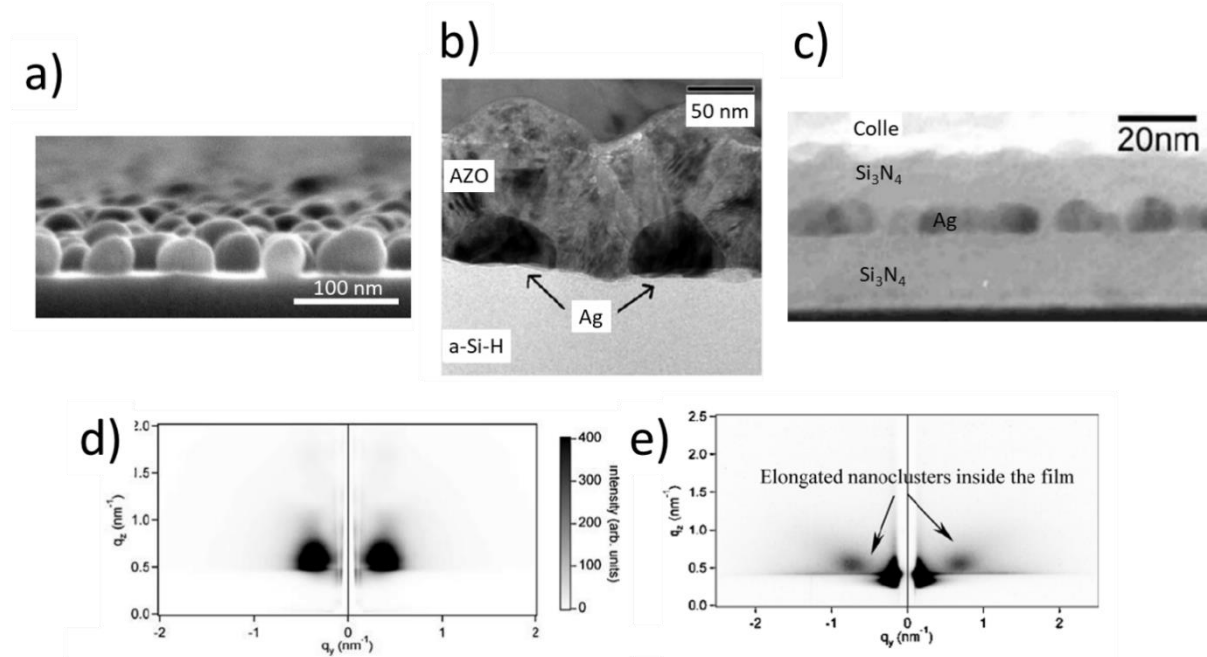 a)
100 nm
b)
50 nm
AZO
Ag
a-Si-H
c)
Colle
20nm
Si₃N₄
Ag
Si₃N₄
d)
2.0
1.5
1.0
0.5
0.0
qz (nm⁻¹)
-2 -1 0 1 2
qy (nm⁻¹)
400
300
200
100
0
Intensity (arb. units)
e)
2.5
2.0
1.5
1.0
0.5
0.0
qz (nm⁻¹)
Elongated nanoclusters inside the film
-2 -1 0 1 2
qy (nm⁻¹)